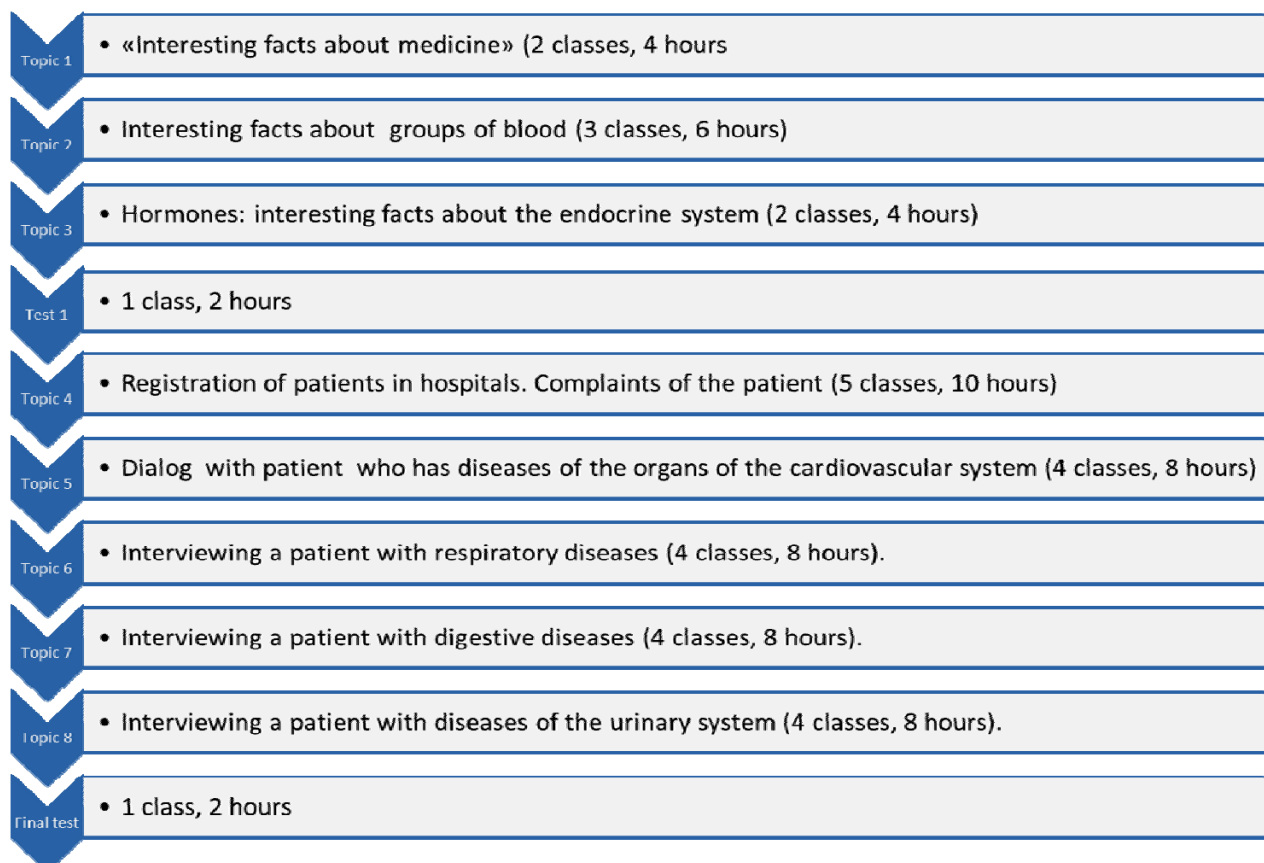 Topic 1
• «Interesting facts about medicine» (2 classes, 4 hours
Topic 2
• Interesting facts about groups of blood (3 classes, 6 hours)
Topic 3
• Hormones: interesting facts about the endocrine system (2 classes, 4 hours)
Test 1
• 1 class, 2 hours
Topic 4
• Registration of patients in hospitals. Complaints of the patient (5 classes, 10 hours)
Topic 5
• Dialog with patient who has diseases of the organs of the cardiovascular system (4 classes, 8 hours)
Topic 6
• Interviewing a patient with respiratory diseases (4 classes, 8 hours).
Topic 7
• Interviewing a patient with digestive diseases (4 classes, 8 hours).
Topic 8
• Interviewing a patient with diseases of the urinary system (4 classes, 8 hours).
Final test
• 1 class, 2 hours